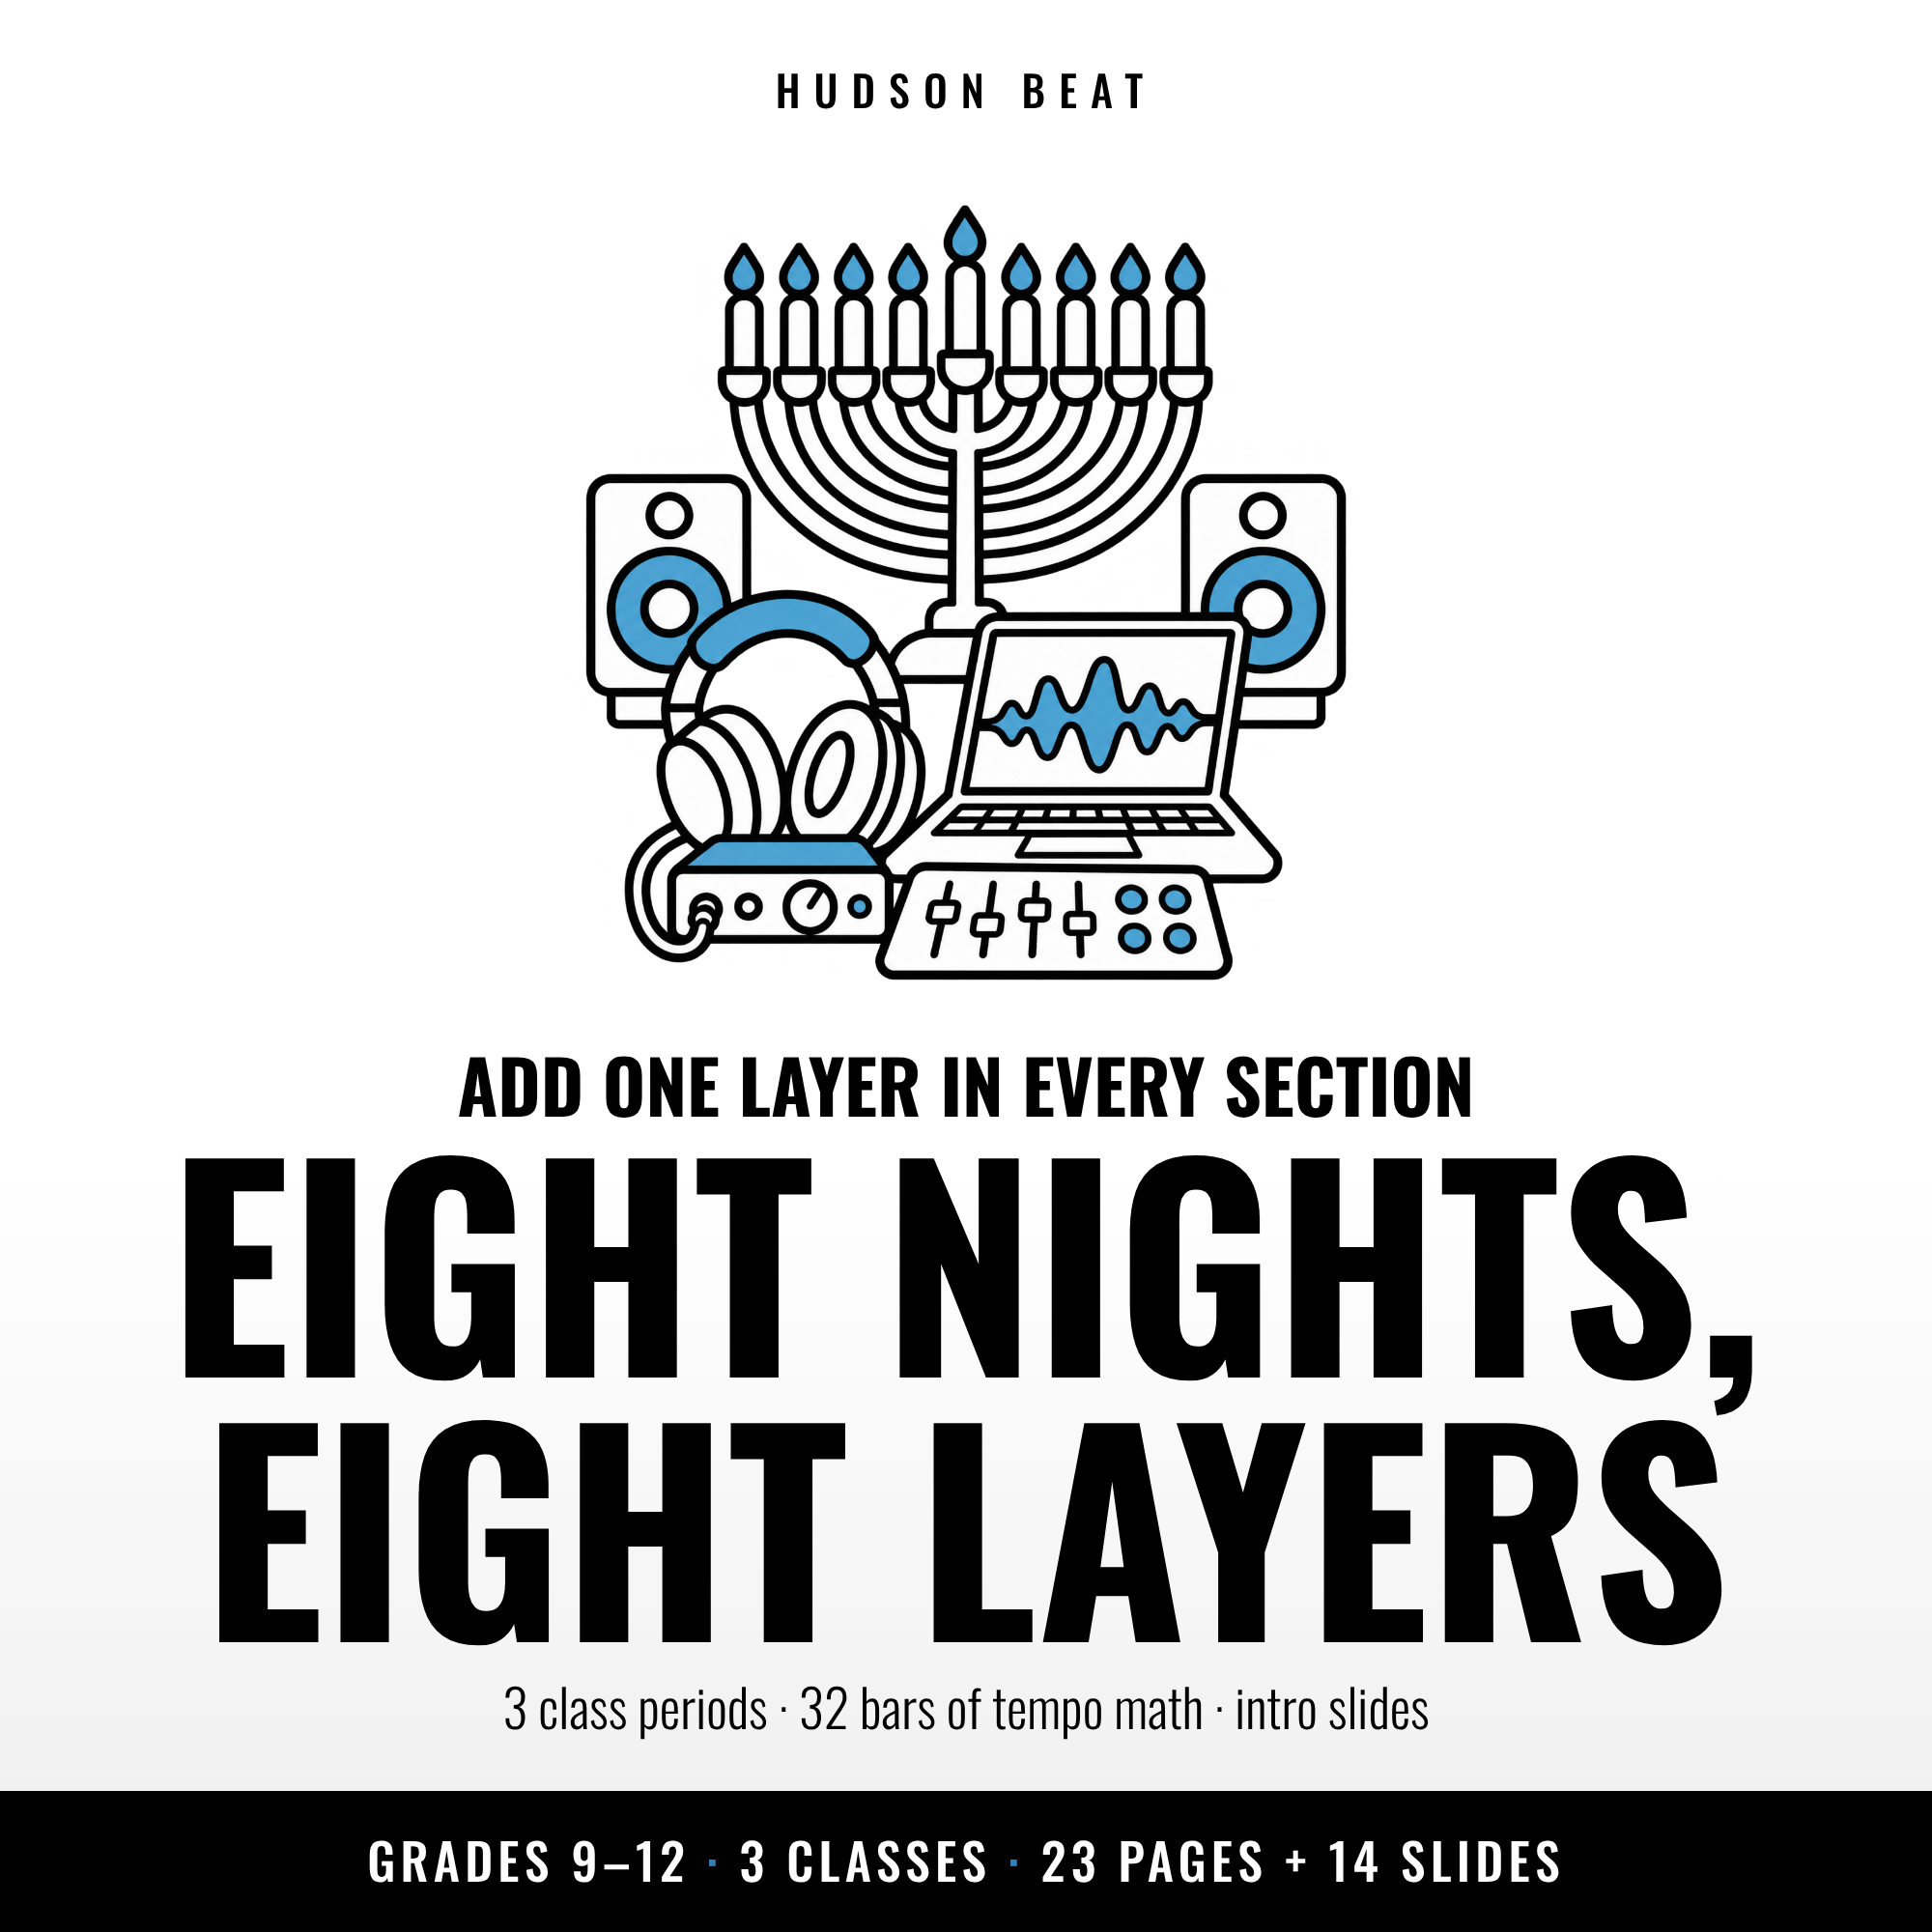 HUDSON BEAT
ADD ONE LAYER IN EVERY SECTION
EIGHT NIGHTS,
EIGHT LAYERS
3 class periods · 32 bars of tempo math · intro slides
GRADES 9–12 · 3 CLASSES · 23 PAGES + 14 SLIDES